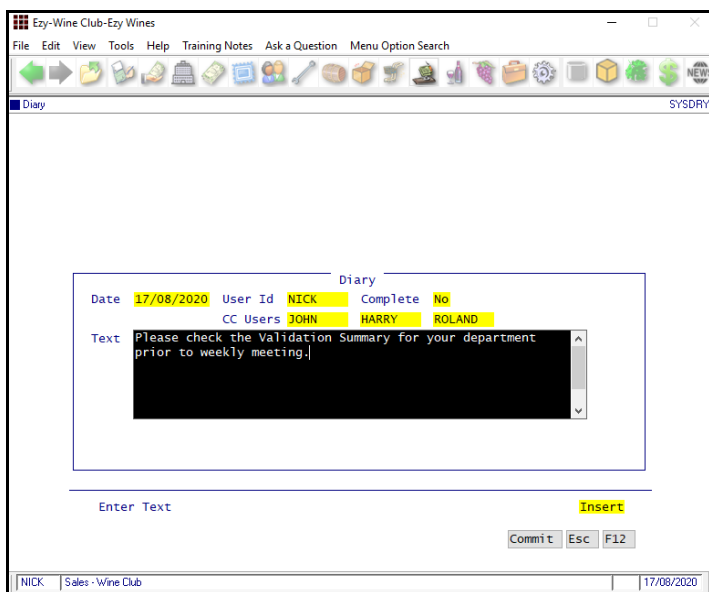 Ezy-Wine Club-Ezy Wines
File Edit View Tools Help Training Notes Ask a Question Menu Option Search
NEWS
Diary SYSDRY
Diary
Date 17/08/2020 User Id NICK Complete No
CC Users JOHN HARRY ROLAND
Text Please check the Validation Summary for your department
prior to weekly meeting.
Enter Text Insert
Commit Esc F12
NICK Sales - Wine Club 17/08/2020